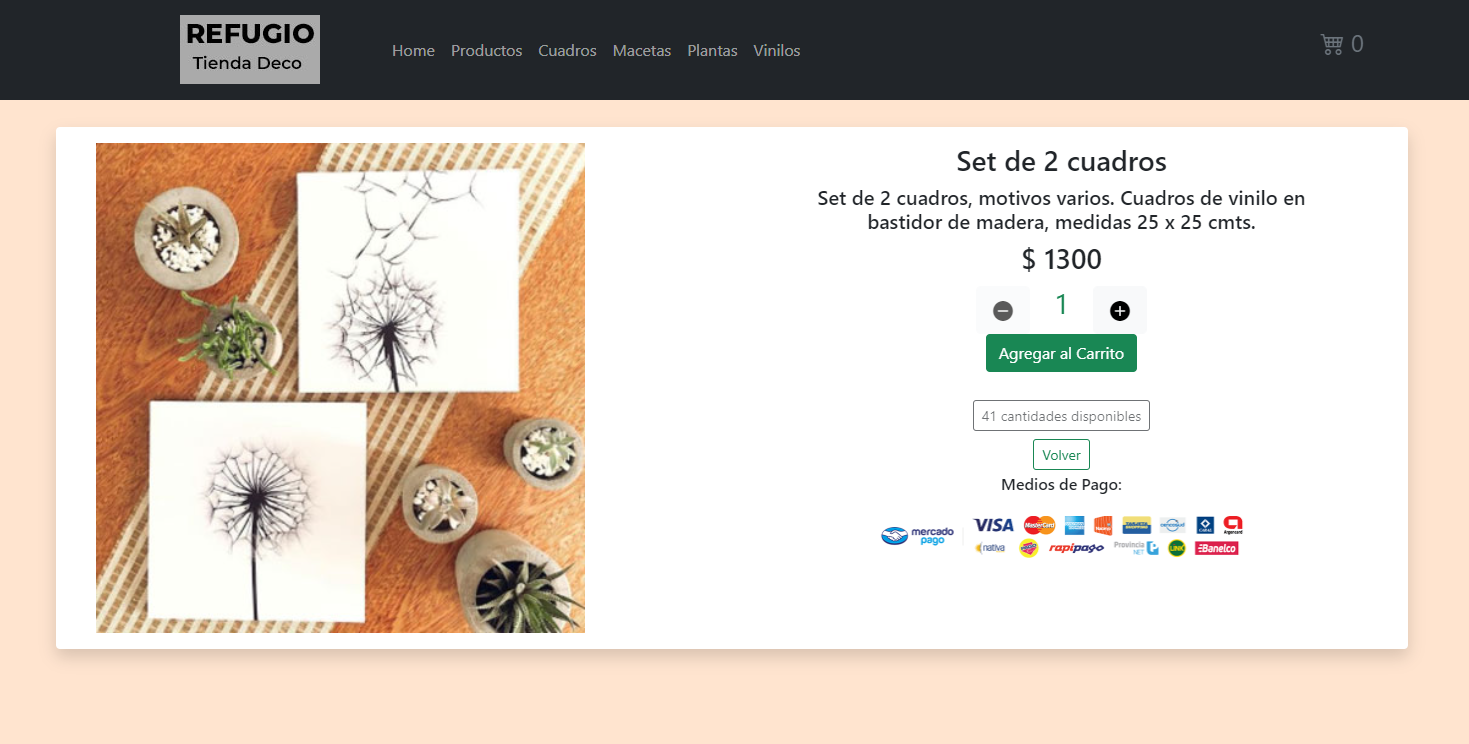 REFUGIO
Tienda Deco
Home Productos Cuadros Macetas Plantas Vinilos
0
Set de 2 cuadros
Set de 2 cuadros, motivos varios. Cuadros de vinilo en
bastidor de madera, medidas 25 x 25 cmts.
$ 1300
1
Agregar al Carrito
41 cantidades disponibles
Volver
Medios de Pago:
mercado
pago
VISA MasterCard
nativa rapipago Provincia NET LINK Banelco